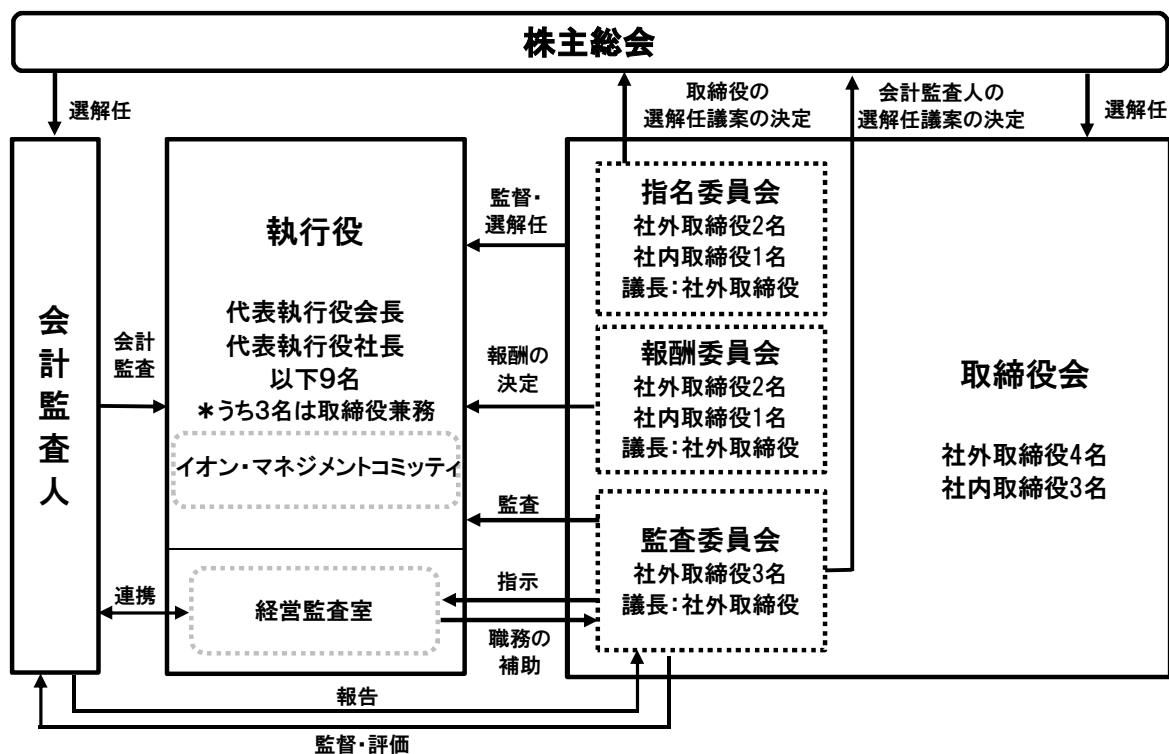 株主総会
選解任
取締役の
選解任議案の決定
会計監査人の
選解任議案の決定
選解任
会計監査人
会計
監査
連携
執行役
代表執行役会長
代表執行役社長
以下9名
＊うち3名は取締役兼務
イオン・マネジメントコミッティ
経営監査室
監督・
選解任
報酬の
決定
監査
指示
職務の
補助
指名委員会
社外取締役2名
社内取締役1名
議長：社外取締役
報酬委員会
社外取締役2名
社内取締役1名
議長：社外取締役
監査委員会
社外取締役3名
議長：社外取締役
取締役会
社外取締役4名
社内取締役3名
報告
監督・評価